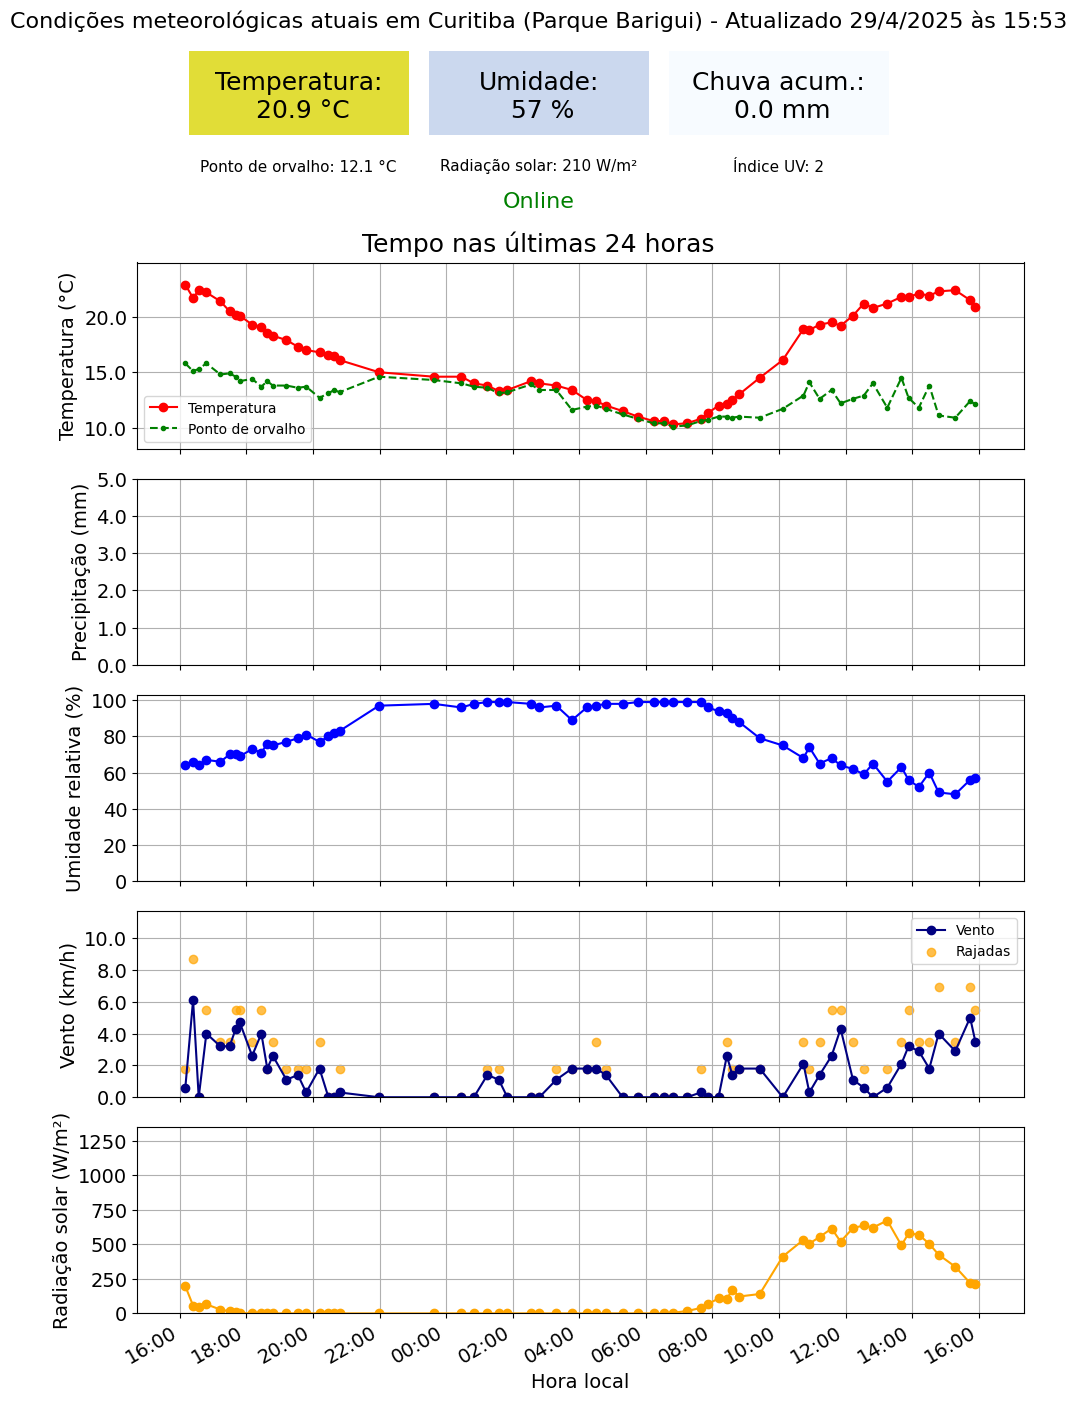 Condições meteorológicas atuais em Curitiba (Parque Barigui) - Atualizado 29/4/2025 às 15:53
Temperatura:
20.9 °C
Umidade:
57 %
Chuva acum.:
0.0 mm
Ponto de orvalho: 12.1 °C
Radiação solar: 210 W/m²
Índice UV: 2
Online
Tempo nas últimas 24 horas
Temperatura (°C)
20.0
15.0
10.0
Temperatura
Ponto de orvalho
Precipitação (mm)
5.0
4.0
3.0
2.0
1.0
0.0
Umidade relativa (%)
100
80
60
40
20
0
Vento (km/h)
10.0
8.0
6.0
4.0
2.0
0.0
Vento
Rajadas
Radiação solar (W/m²)
1250
1000
750
500
250
0
16:00
18:00
20:00
22:00
00:00
02:00
04:00
06:00
08:00
10:00
12:00
14:00
16:00
Hora local